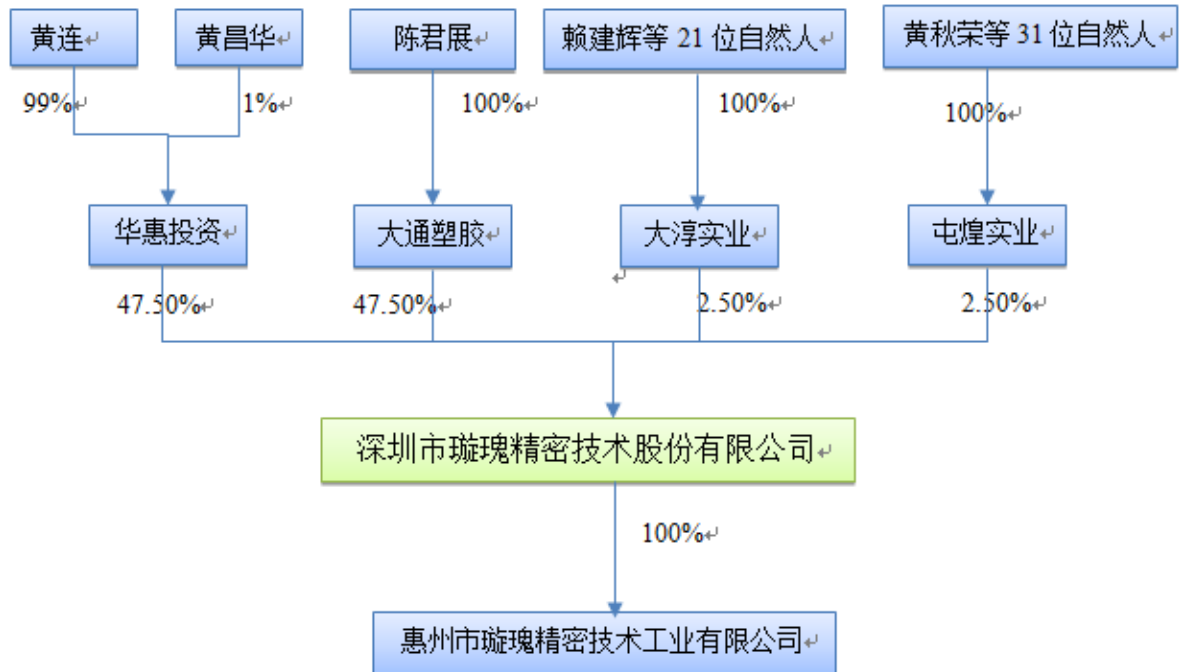 黄连
黄昌华
陈君展
赖建辉等 21 位自然人
黄秋荣等 31 位自然人
99%
1%
100%
100%
100%
华惠投资
大通塑胶
大淳实业
屯煌实业
47.50%
47.50%
2.50%
2.50%
深圳市璇瑰精密技术股份有限公司
100%
惠州市璇瑰精密技术工业有限公司